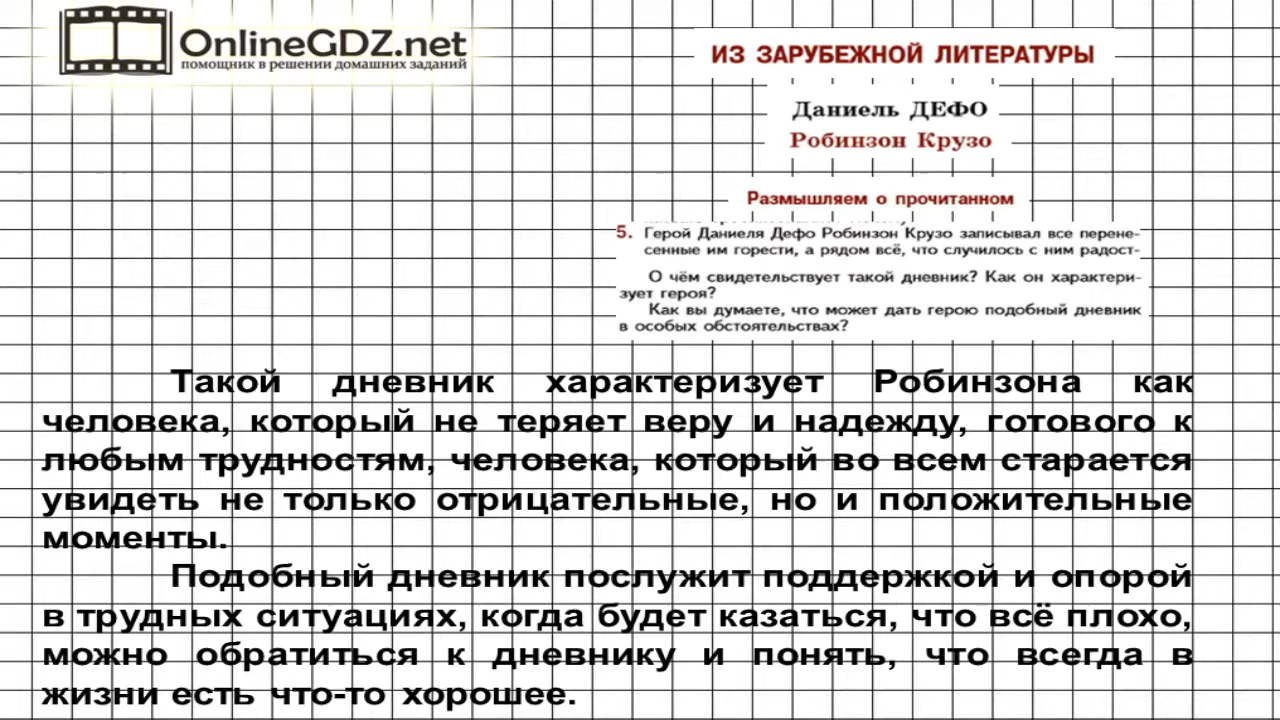 OnlineGDZ.net
помощник в решении домашних заданий
ИЗ ЗАРУБЕЖНОЙ ЛИТЕРАТУРЫ
Даниель ДЕФО
Робинзон Крузо
Размышляем о прочитанном
5. Герой Даниеля Дефо Робинзон Крузо записывал все перене-
сенные им горести, а рядом всё, что случилось с ним радост-
О чём свидетельствует такой дневник? Как он характери-
зует героя?
Как вы думаете, что может дать герою подобный дневник
в особых обстоятельствах?
Такой дневник характеризует Робинзона как
человека, который не теряет веру и надежду, готового к
любым трудностям, человека, который во всем старается
увидеть не только отрицательные, но и положительные
моменты.
Подобный дневник послужит поддержкой и опорой
в трудных ситуациях, когда будет казаться, что всё плохо,
можно обратиться к дневнику и понять, что всегда в
жизни есть что-то хорошее.